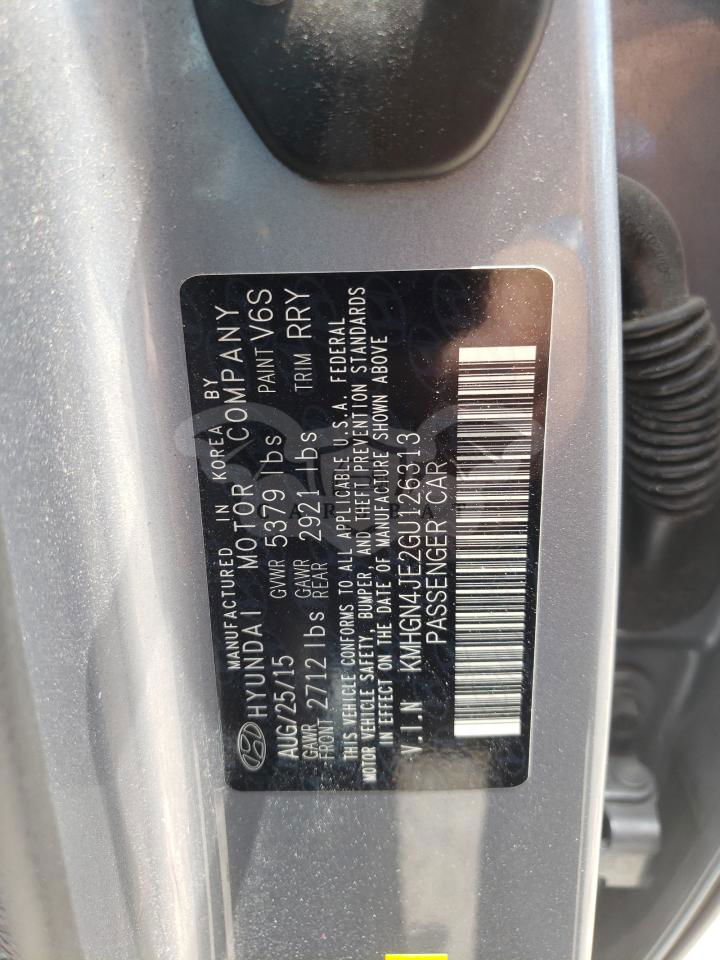 MANUFACTURED IN KOREA BY
HYUNDAI MOTOR COMPANY
AUG/25/15 GVWR 5379 lbs PAINT V6S
GAWR FRONT 2712 lbs GAWR REAR 2921 lbs TRIM RRY
THIS VEHICLE CONFORMS TO ALL APPLICABLE U.S.A. FEDERAL
MOTOR VEHICLE SAFETY, BUMPER, AND THEFT PREVENTION STANDARDS
IN EFFECT ON THE DATE OF MANUFACTURE SHOWN ABOVE
V.I.N KMHGN4JE2GU126313
PASSENGER CAR